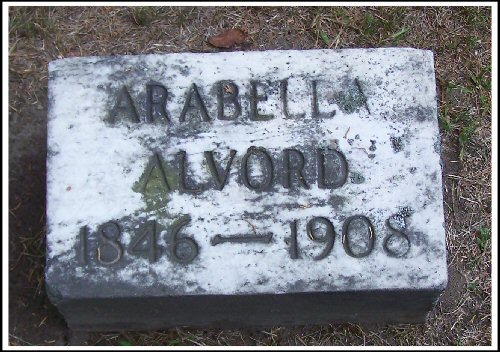 ARABELLA
ALVORD
1846 — 1908